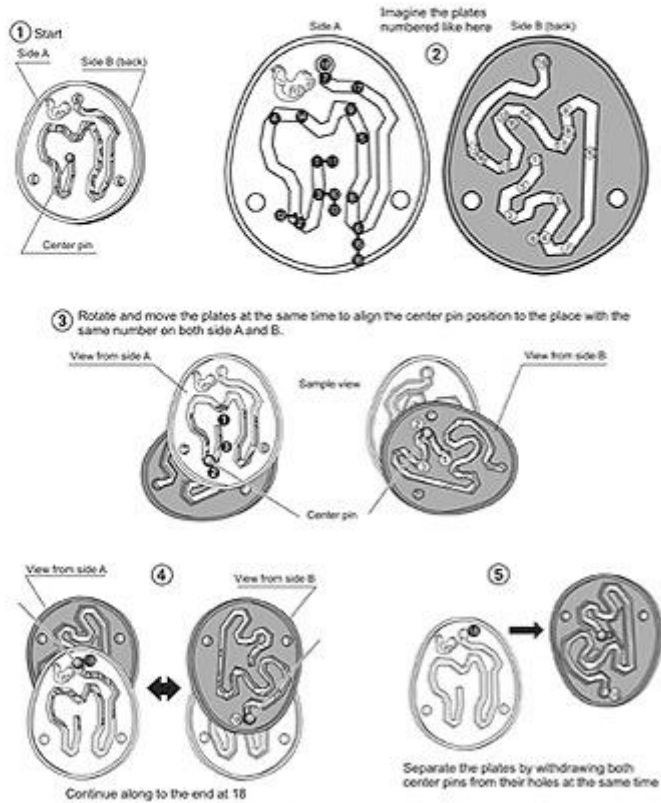 ① Start
Side A
Side B (back)
Center pin
Side A
Imagine the plates
numbered like here
②
Side B (back)
③ Rotate and move the plates at the same time to align the center pin position to the place with the
same number on both side A and B.
View from side A
Sample view
View from side B
Center pin
View from side A
④
View from side B
Continue along to the end at 18
⑤
Separate the plates by withdrawing both
center pins from their holes at the same time